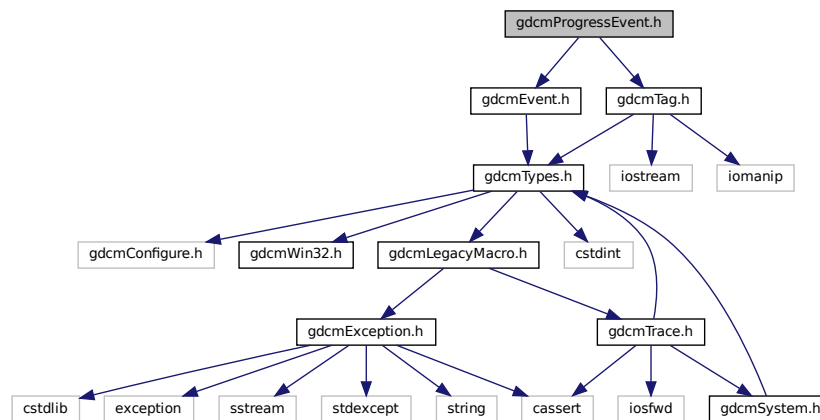 gdcmProgressEvent.h
gdcmEvent.h
gdcmTag.h
gdcmTypes.h
iostream
iomanip
gdcmConfigure.h
gdcmWin32.h
gdcmLegacyMacro.h
cstdint
gdcmException.h
gdcmTrace.h
cstdlib
exception
sstream
stdexcept
string
cassert
iosfwd
gdcmSystem.h